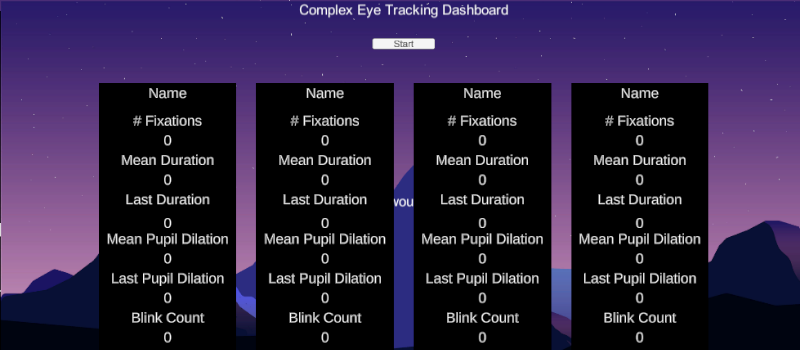 Complex Eye Tracking Dashboard
Start
Name Name Name Name
# Fixations # Fixations # Fixations # Fixations
0 0 0 0
Mean Duration Mean Duration Mean Duration Mean Duration
0 0 0 0
Last Duration Last Duration Last Duration Last Duration
0 0 0 0
Mean Pupil Dilation Mean Pupil Dilation Mean Pupil Dilation Mean Pupil Dilation
0 0 0 0
Last Pupil Dilation Last Pupil Dilation Last Pupil Dilation Last Pupil Dilation
0 0 0 0
Blink Count Blink Count Blink Count Blink Count
0 0 0 0